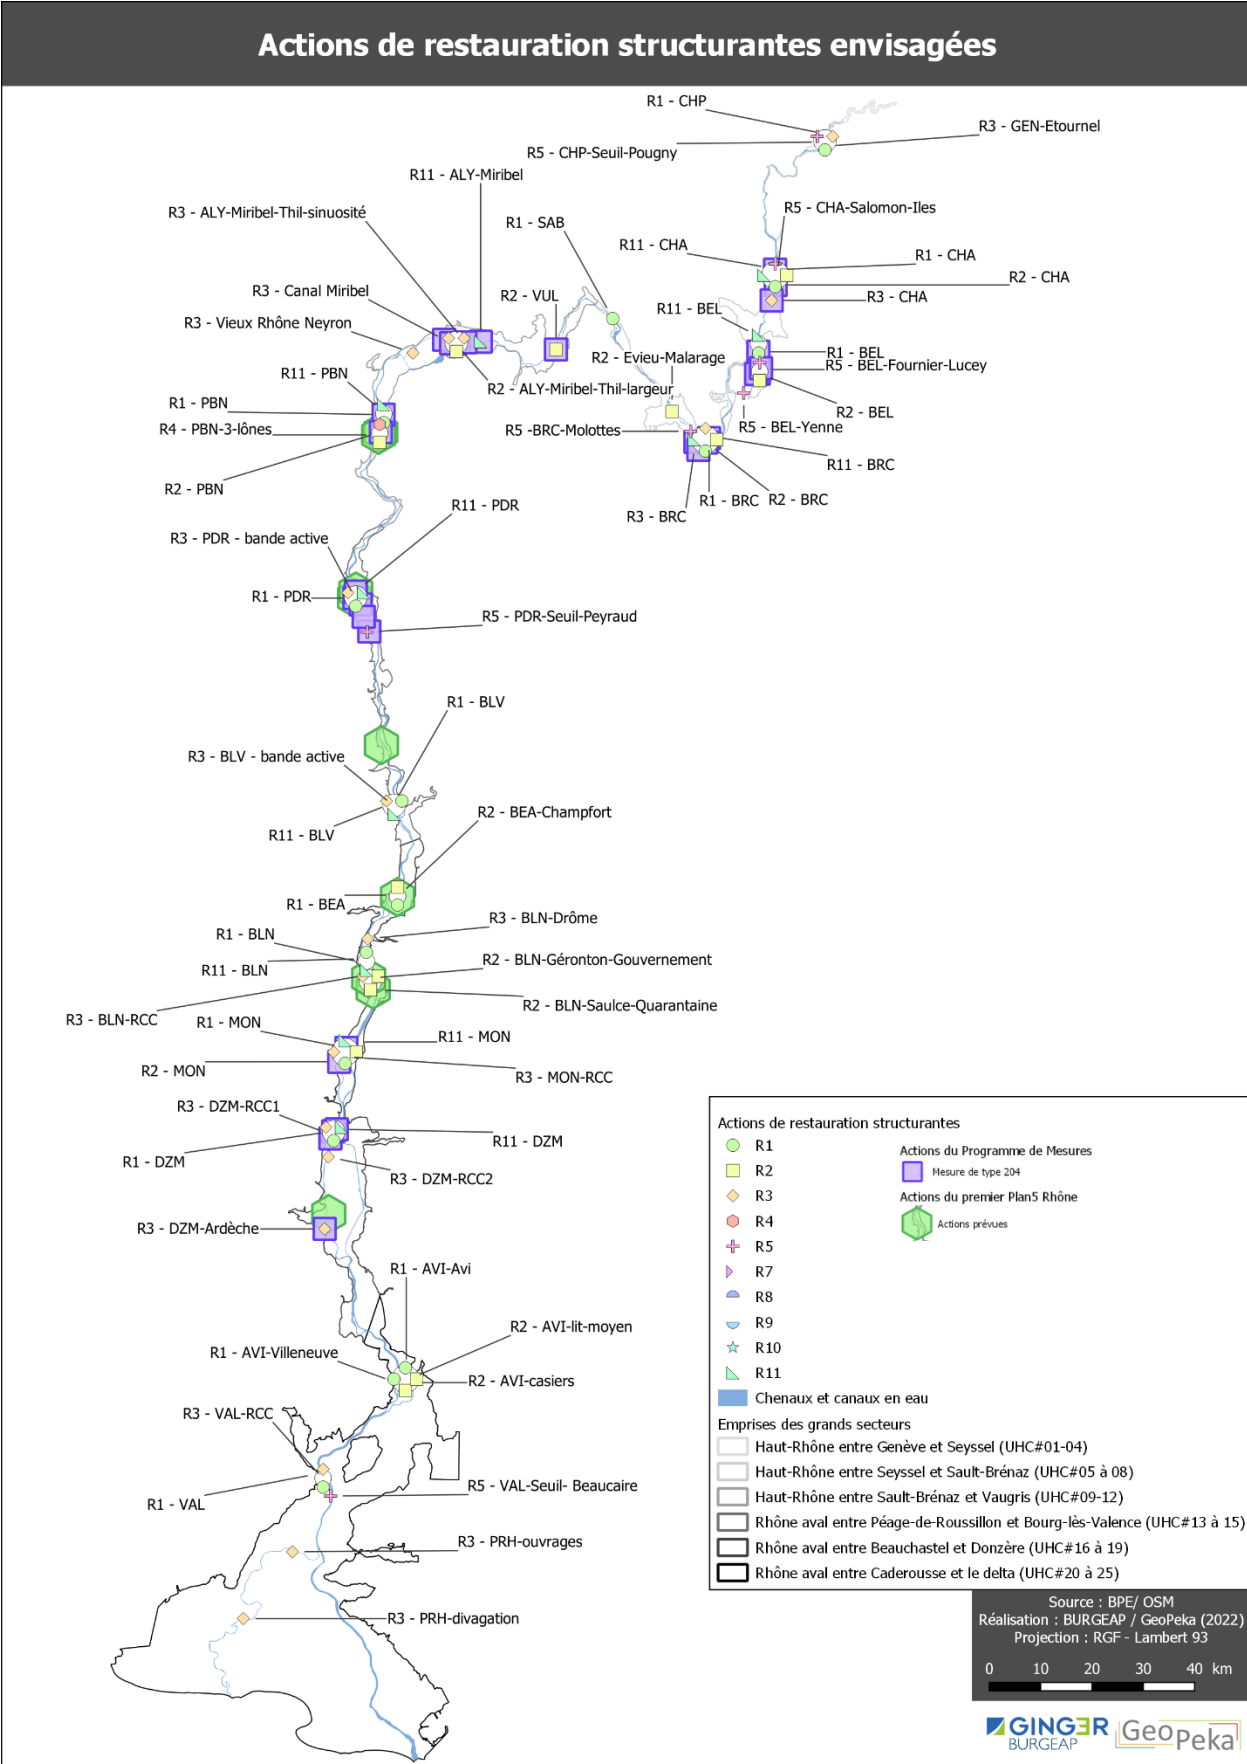 Actions de restauration structurantes envisagées
R1 - CHP
R3 - GEN-Etournel
R5 - CHP-Seuil-Pougny
R11 - ALY-Miribel
R3 - ALY-Miribel-Thil-sinuosité
R5 - CHA-Salomon-Iles
R1 - SAB
R11 - CHA
R1 - CHA
R2 - CHA
R3 - Canal Miribel
R2 - VUL
R3 - CHA
R11 - BEL
R3 - Vieux Rhône Neyron
R1 - BEL
R2 - Evieu-Malarage
R5 - BEL-Fournier-Lucey
R11 - PBN
R2 - ALY-Miribel-Thil-largeur
R1 - PBN
R2 - BEL
R4 - PBN-3-lônes
R5 -BRC-Molottes
R5 - BEL-Yenne
R11 - BRC
R2 - PBN
R1 - BRC
R2 - BRC
R11 - PDR
R3 - BRC
R3 - PDR - bande active
R1 - PDR
R5 - PDR-Seuil-Peyraud
R1 - BLV
R3 - BLV - bande active
R2 - BEA-Champfort
R11 - BLV
R1 - BEA
R3 - BLN-Drôme
R1 - BLN
R2 - BLN-Géronton-Gouvernement
R11 - BLN
R2 - BLN-Saulce-Quarantaine
R3 - BLN-RCC
R1 - MON
R11 - MON
R2 - MON
R3 - MON-RCC
R3 - DZM-RCC1
R11 - DZM
R1 - DZM
R3 - DZM-RCC2
R3 - DZM-Ardèche
R1 - AVI-Avi
R2 - AVI-lit-moyen
R1 - AVI-Villeneuve
R2 - AVI-casiers
R3 - VAL-RCC
R5 - VAL-Seuil- Beaucaire
R1 - VAL
R3 - PRH-ouvrages
R3 - PRH-divagation
Actions de restauration structurantes
R1
R2
R3
R4
R5
R7
R8
R9
R10
R11
Chenaux et canaux en eau
Actions du Programme de Mesures
Mesure de type 204
Actions du premier Plan5 Rhône
Actions prévues
Emprises des grands secteurs
Haut-Rhône entre Genève et Seyssel (UHC#01-04)
Haut-Rhône entre Seyssel et Sault-Brénaz (UHC#05 à 08)
Haut-Rhône entre Sault-Brénaz et Vaugris (UHC#09-12)
Rhône aval entre Péage-de-Roussillon et Bourg-lès-Valence (UHC#13 à 15)
Rhône aval entre Beauchastel et Donzère (UHC#16 à 19)
Rhône aval entre Caderousse et le delta (UHC#20 à 25)
Source : BPE/ OSM
Réalisation : BURGEAP / GeoPeka (2022)
Projection : RGF - Lambert 93
0 10 20 30 40 km
GINGER
BURGEAP
GeoPeka